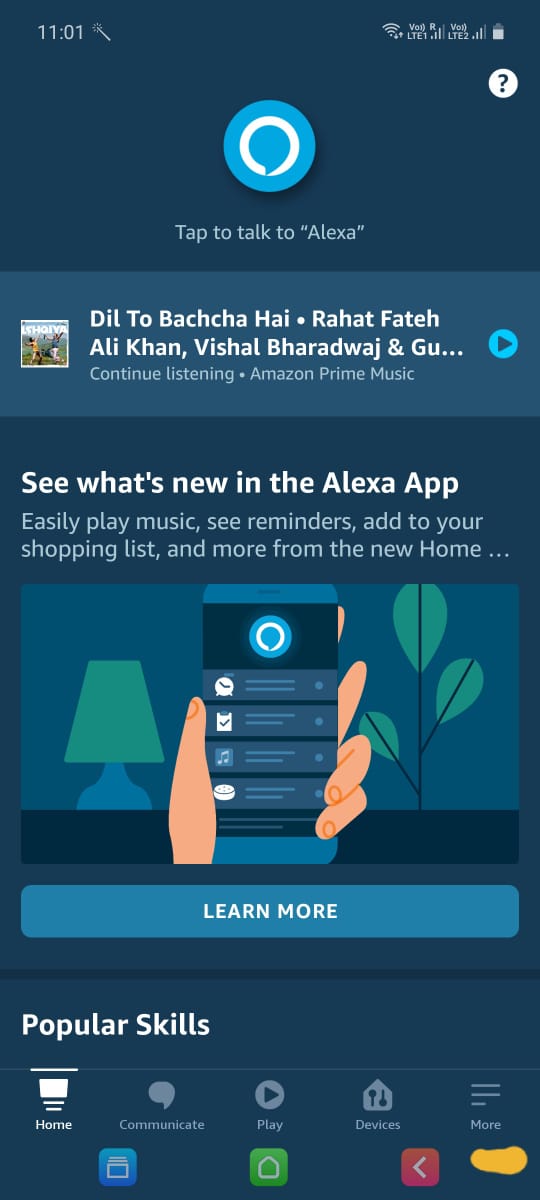 11:01
Vo) R Vo)
LTE1 LTE2
?
Tap to talk to “Alexa”
ISHQIYA
Dil To Bachcha Hai • Rahat Fateh
Ali Khan, Vishal Bharadwaj & Gu...
Continue listening • Amazon Prime Music
See what's new in the Alexa App
Easily play music, see reminders, add to your
shopping list, and more from the new Home ...
LEARN MORE
Popular Skills
Home Communicate Play Devices More